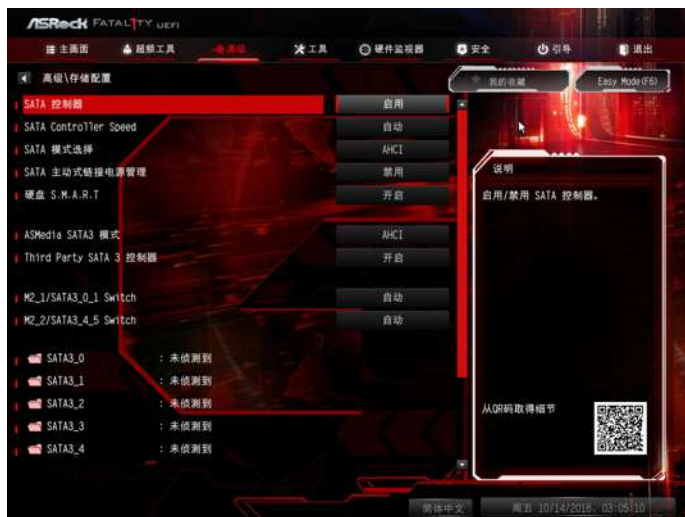 ASRock FATAL1TY UEFI
主画面 超频工具 高级 工具 硬件监视器 安全 引导 退出
高级\存储配置
我的收藏 Easy Mode(F6)
SATA 控制器 启用
SATA Controller Speed 自动
SATA 模式选择 AHCI
SATA 主动式链接电源管理 禁用
硬盘 S.M.A.R.T 开启
ASMedia SATA3 模式 AHCI
Third Party SATA 3 控制器 开启
M2_1/SATA3_0_1 Switch 自动
M2_2/SATA3_4_5 Switch 自动
SATA3_0 : 未侦测到
SATA3_1 : 未侦测到
SATA3_2 : 未侦测到
SATA3_3 : 未侦测到
SATA3_4 : 未侦测到
说明
启用/禁用 SATA 控制器。
从QR码取得细节
简体中文 周五 10/14/2016, 03:05:10